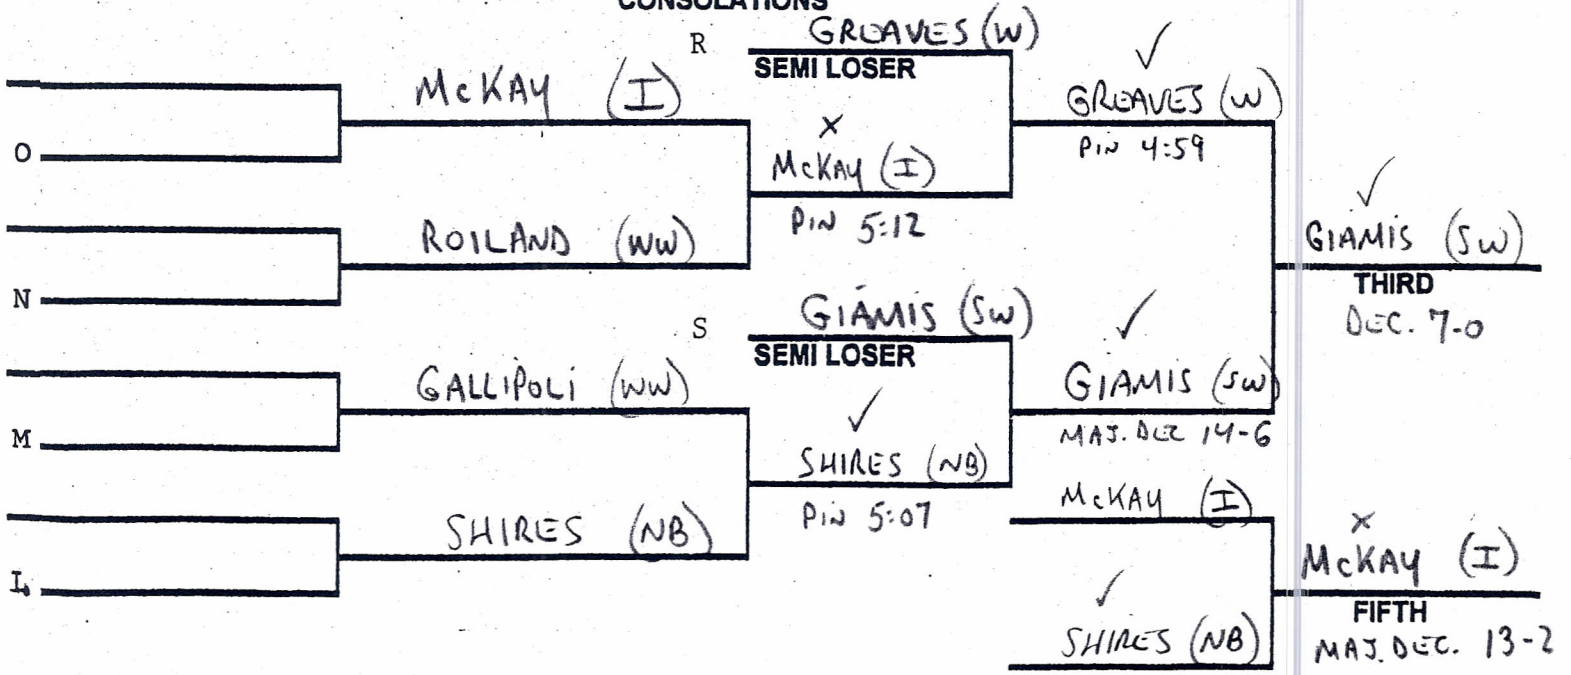 CONSOLATIONS
R
GREAVES (W)
SEMI LOSER
McKAY (I)
GREAVES (W)
PIN 4:59
O
McKAY (I)
PIN 5:12
ROILAND (WW)
GIAMIS (SW)
THIRD
DEC. 7-0
N
S
GIAMIS (SW)
SEMI LOSER
GALLIPOLI (WW)
GIAMIS (SW)
MAJ. DEC 14-6
M
SHIRES (NB)
PIN 5:07
McKAY (I)
SHIRES (NB)
McKAY (I)
FIFTH
MAJ. DEC. 13-2
L
SHIRES (NB)